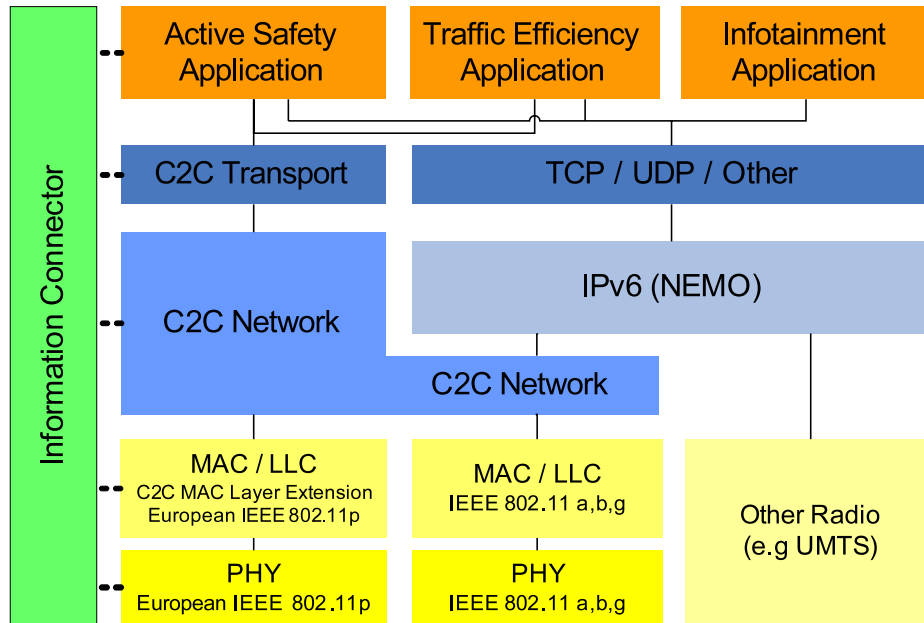 Information Connector
Active Safety
Application
Traffic Efficiency
Application
Infotainment
Application
C2C Transport
TCP / UDP / Other
C2C Network
IPv6 (NEMO)
C2C Network
MAC / LLC
C2C MAC Layer Extension
European IEEE 802.11p
MAC / LLC
IEEE 802.11 a,b,g
Other Radio
(e.g UMTS)
PHY
European IEEE 802.11p
PHY
IEEE 802.11 a,b,g